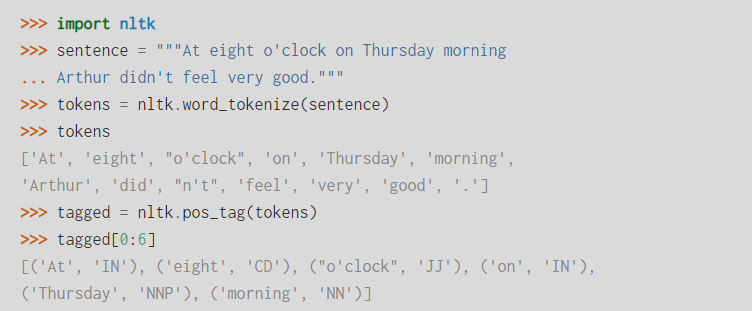 >>> import nltk
>>> sentence = """At eight o'clock on Thursday morning
... Arthur didn't feel very good."""
>>> tokens = nltk.word_tokenize(sentence)
>>> tokens
['At', 'eight', "o'clock", 'on', 'Thursday', 'morning',
'Arthur', 'did', "n't", 'feel', 'very', 'good', '.']
>>> tagged = nltk.pos_tag(tokens)
>>> tagged[0:6]
[('At', 'IN'), ('eight', 'CD'), ("o'clock", 'JJ'), ('on', 'IN'),
('Thursday', 'NNP'), ('morning', 'NN')]